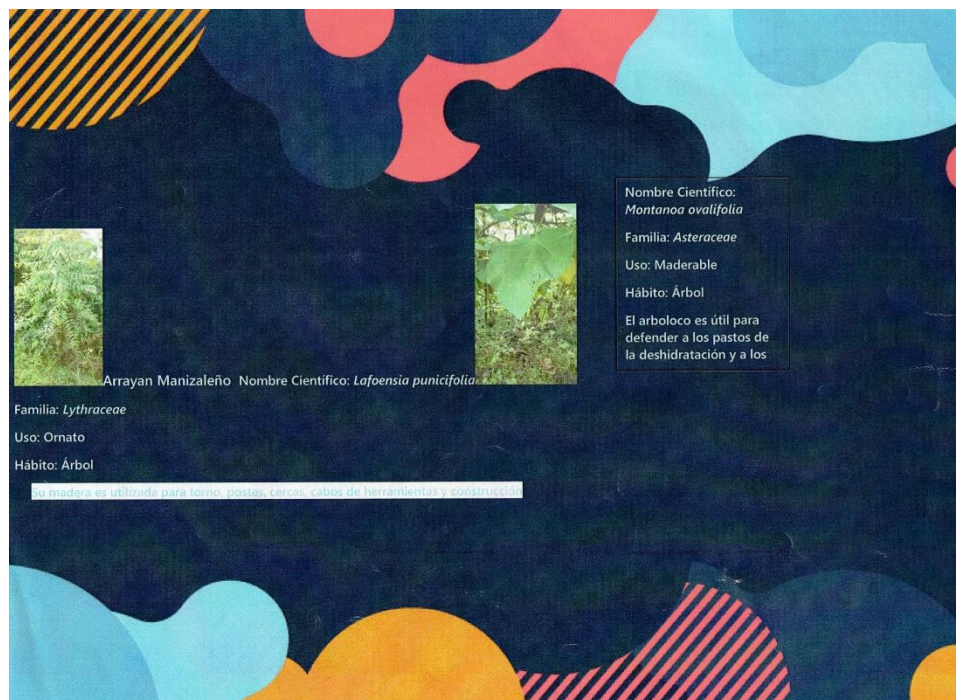 Arrayan Manizaleño Nombre Científico: Lafoensia punicifolia
Familia: Lythraceae
Uso: Ornato
Hábito: Árbol
Su madera es utilizada para torno, postes, cercas, cabos de herramientas y construcción
Nombre Científico:
Montanoa ovalifolia
Familia: Asteraceae
Uso: Maderable
Hábito: Árbol
El arboloco es útil para
defender a los pastos de
la deshidratación y a los